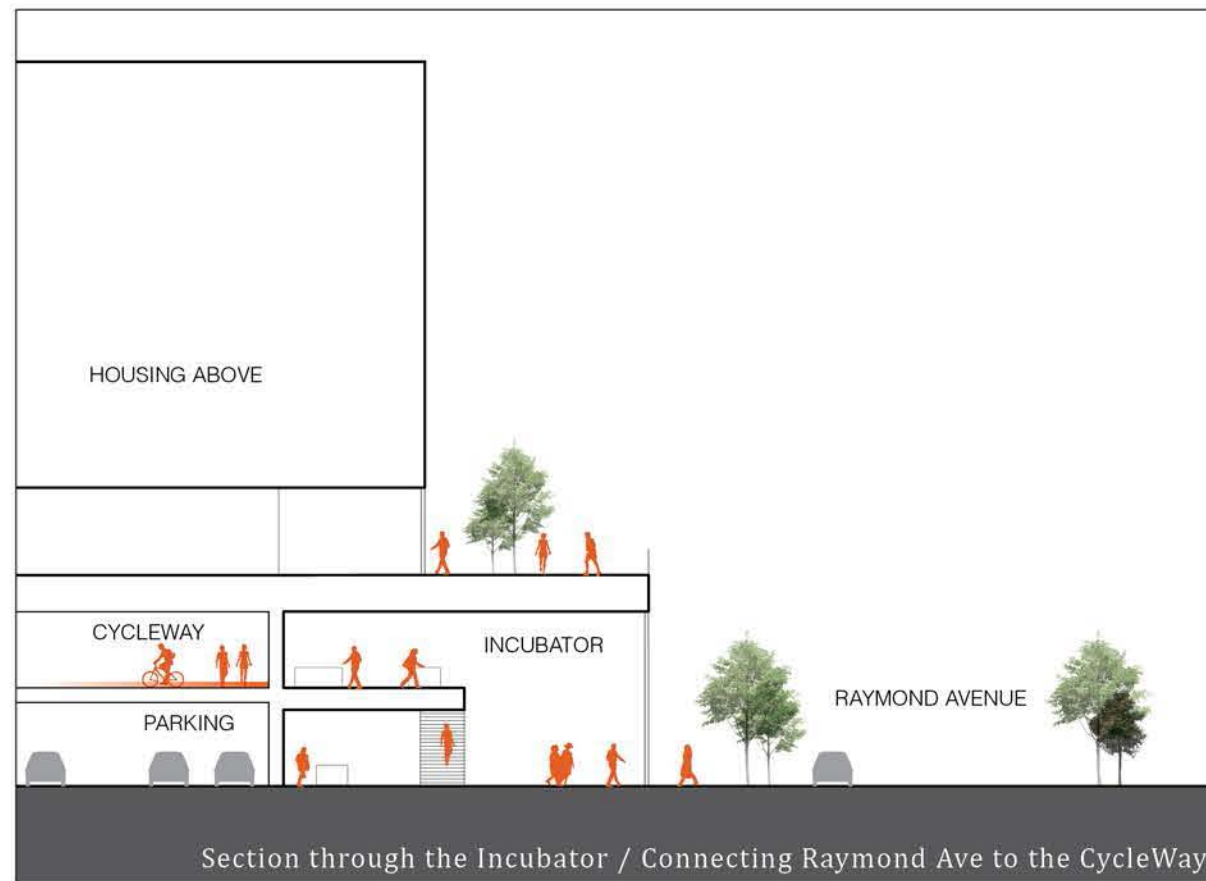 HOUSING ABOVE
CYCLEWAY
INCUBATOR
PARKING
RAYMOND AVENUE
Section through the Incubator / Connecting Raymond Ave to the CycleWay